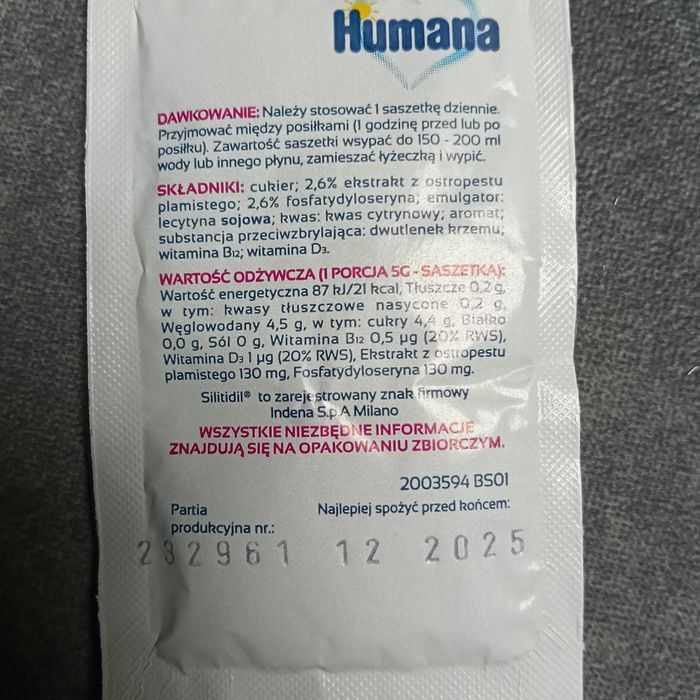 Humana
DAWKOWANIE: Należy stosować 1 saszetkę dziennie.
Przyjmować między posiłkami (1 godzinę przed lub po
posiłku). Zawartość saszetki wsypać do 150 - 200 ml
wody lub innego płynu, zamieszać łyżeczką i wypić.
SKŁADNIKI: cukier; 2,6% ekstrakt z ostropestu
plamistego; 2,6% fosfatydyloseryna; emulgator:
lecytyna sojowa; kwas: kwas cytrynowy; aromat;
substancja przeciwzbrylająca: dwutlenek krzemu;
witamina B12; witamina D3.
WARTOŚĆ ODŻYWCZA (1 PORCJA 5G - SASZETKA):
Wartość energetyczna 87 kJ/21 kcal, Tłuszcze 0,2 g,
w tym: kwasy tłuszczowe nasycone 0,2 g,
Węglowodany 4,5 g, w tym: cukry 4,4 g, Białko
0,0 g, Sól 0 g, Witamina B12 0,5 µg (20% RWS),
Witamina D3 1 µg (20% RWS), Ekstrakt z ostropestu
plamistego 130 mg, Fosfatydyloseryna 130 mg.
Silitidil® to zarejestrowany znak firmowy
Indena S.p.A Milano
WSZYSTKIE NIEZBĘDNE INFORMACJE
ZNAJDUJĄ SIĘ NA OPAKOWANIU ZBIORCZYM.
2003594 BS01
Partia
produkcyjna nr.:
Najlepiej spożyć przed końcem:
232961 12 2025